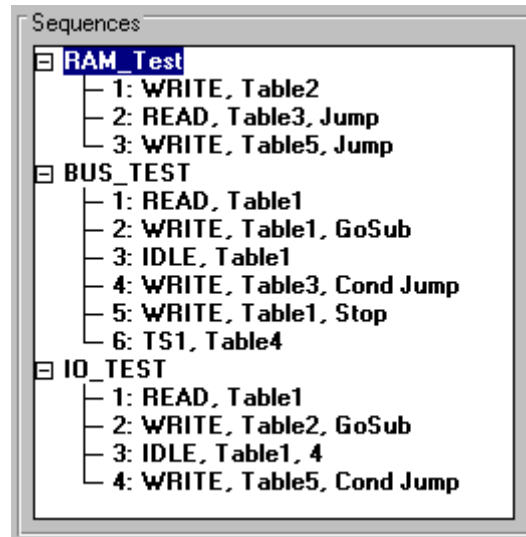 Sequences
RAM_Test
1: WRITE, Table2
2: READ, Table3, Jump
3: WRITE, Table5, Jump
BUS_TEST
1: READ, Table1
2: WRITE, Table1, GoSub
3: IDLE, Table1
4: WRITE, Table3, Cond Jump
5: WRITE, Table1, Stop
6: TS1, Table4
IO_TEST
1: READ, Table1
2: WRITE, Table2, GoSub
3: IDLE, Table1, 4
4: WRITE, Table5, Cond Jump